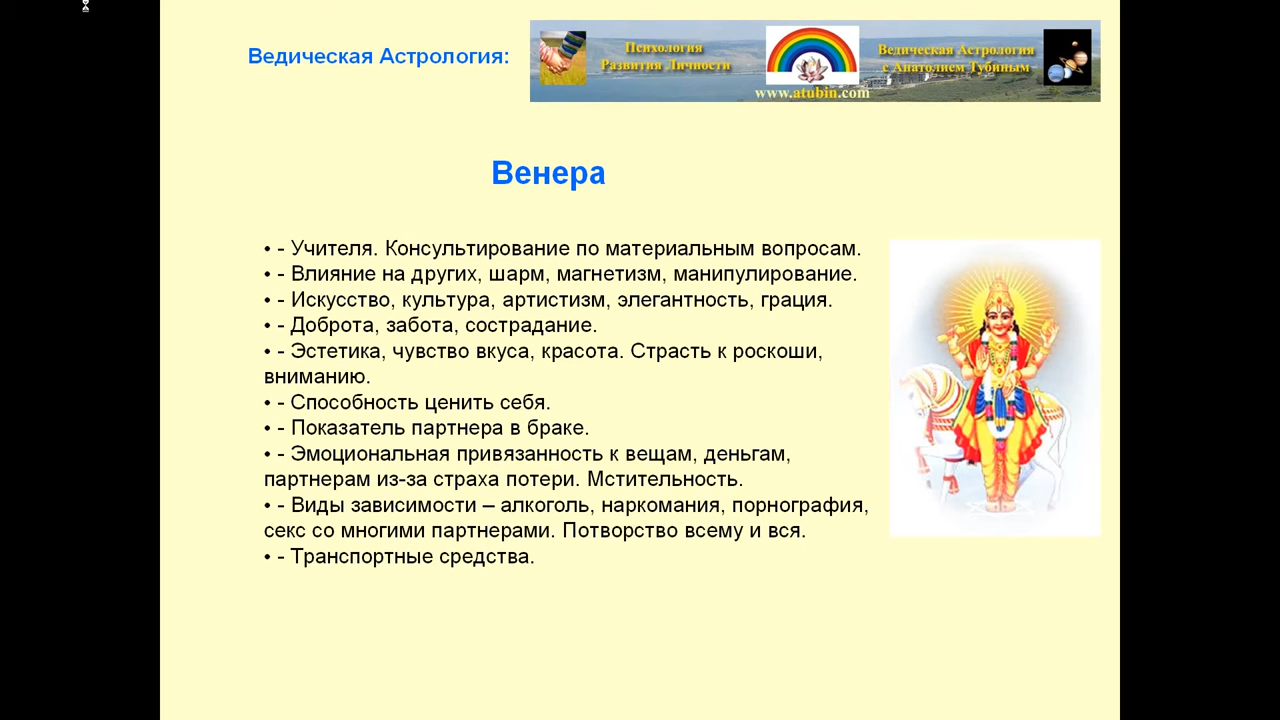 Ведическая Астрология:
Психология
Развития Личности
Ведическая Астрология
с Анатолием Тубиным
www.atubin.com
Венера
• - Учителя. Консультирование по материальным вопросам.
• - Влияние на других, шарм, магнетизм, манипулирование.
• - Искусство, культура, артистизм, элегантность, грация.
• - Доброта, забота, сострадание.
• - Эстетика, чувство вкуса, красота. Страсть к роскоши,
вниманию.
• - Способность ценить себя.
• - Показатель партнера в браке.
• - Эмоциональная привязанность к вещам, деньгам,
партнерам из-за страха потери. Мстительность.
• - Виды зависимости – алкоголь, наркомания, порнография,
секс со многими партнерами. Потворство всему и вся.
• - Транспортные средства.